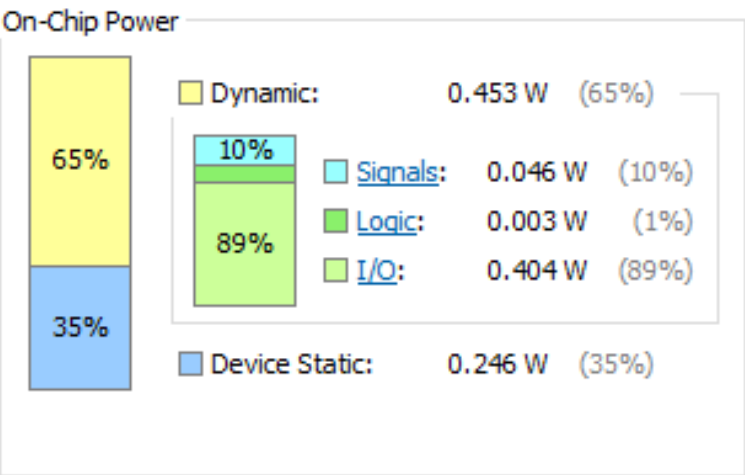 On-Chip Power
Dynamic: 0.453 W (65%)
65%
10%
Signals: 0.046 W (10%)
Logic: 0.003 W (1%)
89%
I/O: 0.404 W (89%)
35%
Device Static: 0.246 W (35%)